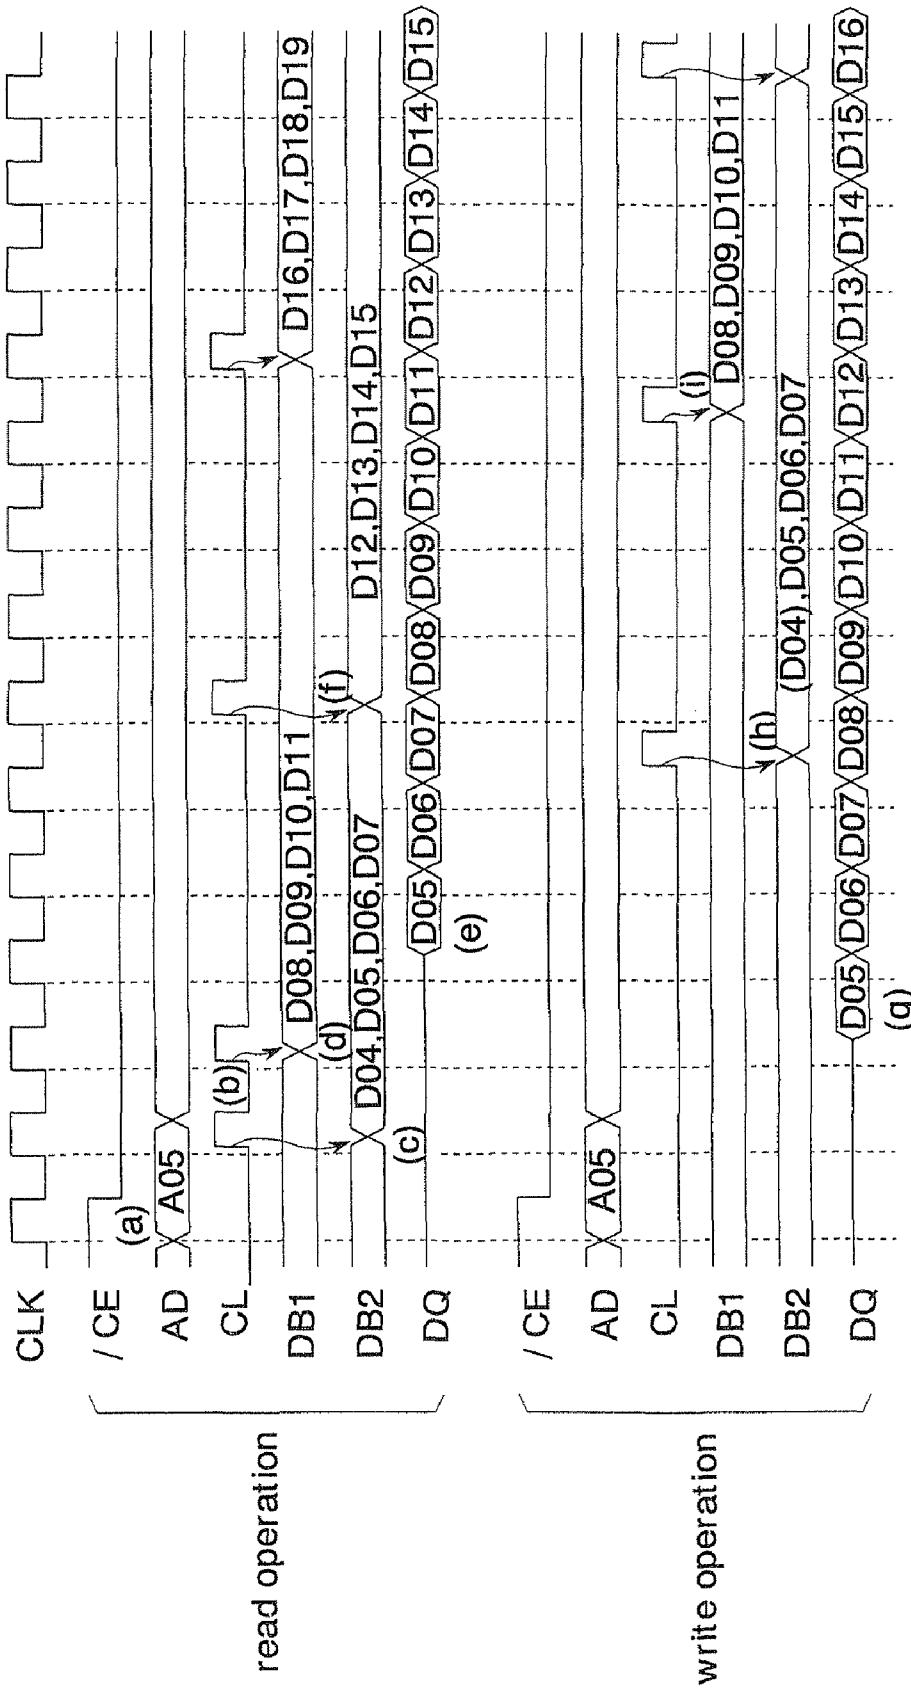 read operation
CLK
/ CE
(a)
AD A05
CL
(b)
DB1 D08,D09,D10,D11 D16,D17,D18,D19
(d) (f)
DB2 D04,D05,D06,D07 D12,D13,D14,D15
(c)
DQ D05 D06 D07 D08 D09 D10 D11 D12 D13 D14 D15
(e)
write operation
/ CE
AD A05
CL
(i)
DB1 D08,D09,D10,D11
(h)
DB2 (D04),D05,D06,D07
DQ D05 D06 D07 D08 D09 D10 D11 D12 D13 D14 D15 D16
(g)